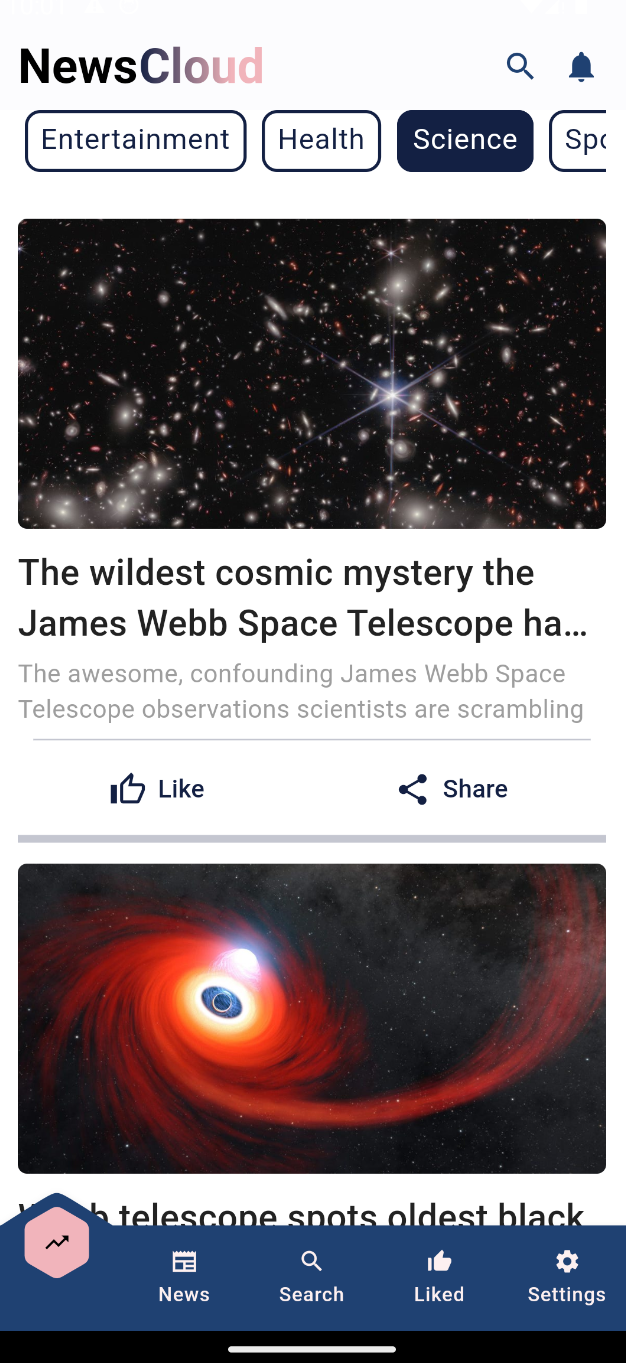 NewsCloud
Entertainment
Health
Science
Spo
The wildest cosmic mystery the
James Webb Space Telescope ha…
The awesome, confounding James Webb Space
Telescope observations scientists are scrambling
Like
Share
telescope spots oldest black
News
Search
Liked
Settings